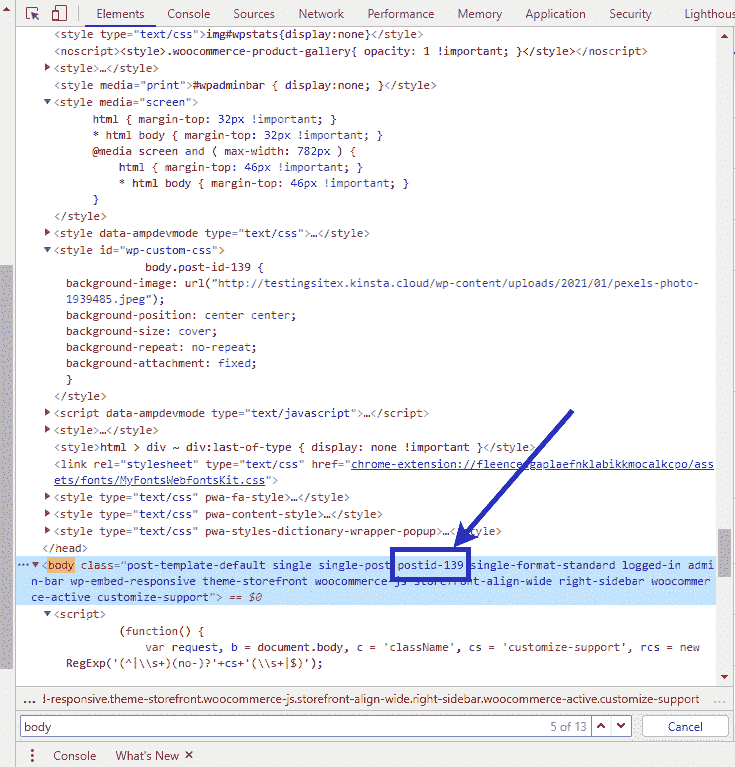 Elements Console Sources Network Performance Memory Application Security Lighthous
<style type="text/css">img#wpstats{display:none}</style>
<noscript><style>.woocommerce-product-gallery{ opacity: 1 !important; }</style></noscript>
<style>…</style>
<style media="print">#wpadminbar { display:none; }</style>
<style media="screen">
html { margin-top: 32px !important; }
* html body { margin-top: 32px !important; }
@media screen and ( max-width: 782px ) {
html { margin-top: 46px !important; }
* html body { margin-top: 46px !important; }
}
</style>
<style data-ampdevmode type="text/css">…</style>
<style id="wp-custom-css">
body.post-id-139 {
background-image: url("http://testingsitex.kinsta.cloud/wp-content/uploads/2021/01/pexels-photo-
1939485.jpeg");
background-position: center center;
background-size: cover;
background-repeat: no-repeat;
background-attachment: fixed;
}
</style>
<script data-ampdevmode type="text/javascript">…</script>
<style>…</style>
<style>html > div ~ div:last-of-type { display: none !important }</style>
<link rel="stylesheet" type="text/css" href="chrome-extension://
ets/fonts/MyFontsWebfontsKit.css">
<style type="text/css" pwa-fa-style>…</style>
<style type="text/css" pwa-content-style>…</style>
<style type="text/css" pwa-styles-dictionary-wrapper-popup>…</style>
</head>
…<body class="post-template-default single single-post postid-139 single-format-standard logged-in admi
n-bar wp-embed-responsive theme-storefront woocommerce-js storefront-align-wide right-sidebar woocommer
ce-active customize-support"> == $0
<script>
(function() {
var request, b = document.body, c = 'className', cs = 'customize-support', rcs = new
RegExp('(^|\\s+)(no-)?'+cs+'(\\s+|$)');
… d-responsive.theme-storefront.woocommerce-js.storefront-align-wide.right-sidebar.woocommerce-active.customize-support …
body 5 of 13 Cancel
Console What's New ×